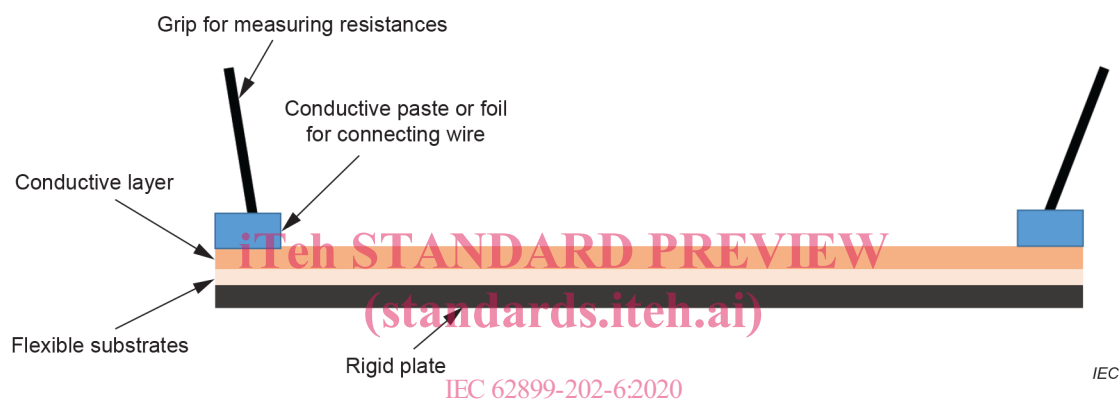 Grip for measuring resistances
Conductive paste or foil
for connecting wire
Conductive layer
iTeh STANDARD PREVIEW
(standards.iteh.ai)
Flexible substrates
Rigid plate
IEC
IEC 62899-202-6:2020